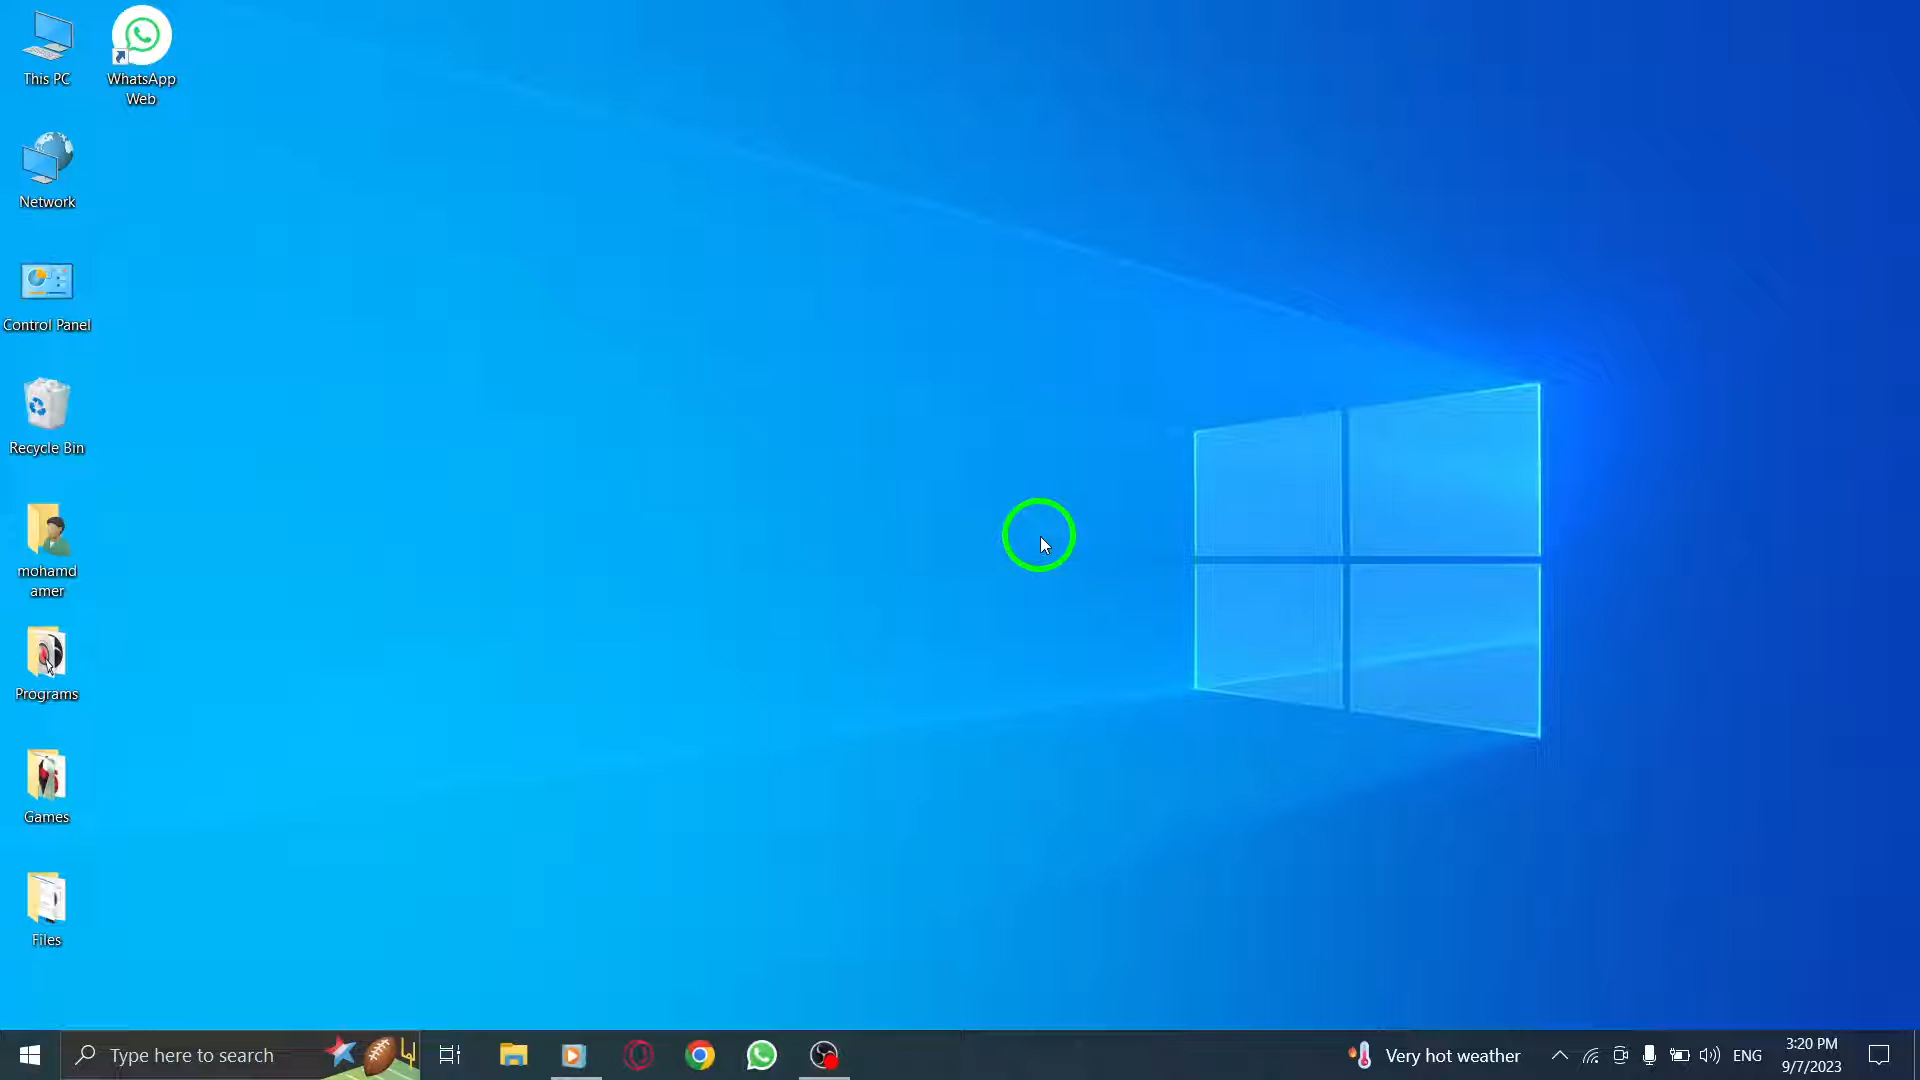 This PC
WhatsApp
Web
Network
Control Panel
Recycle Bin
mohamd
amer
Programs
Games
Files
Type here to search
Very hot weather
ENG
3:20 PM
9/7/2023